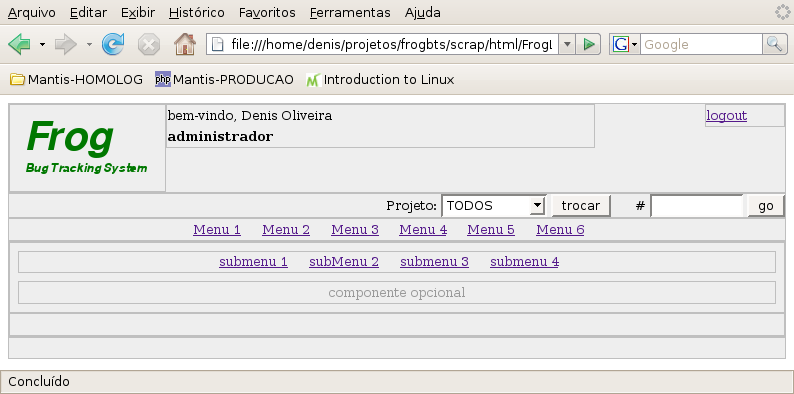 Arquivo Editar Exibir Histórico Favoritos Ferramentas Ajuda
file:///home/denis/projetos/frogbts/scrap/html/FrogL G Google
Mantis-HOMOLOG php Mantis-PRODUCAO Introduction to Linux
Frog
Bug Tracking System
bem-vindo, Denis Oliveira
administrador
logout
Projeto: TODOS trocar # go
Menu 1 Menu 2 Menu 3 Menu 4 Menu 5 Menu 6
submenu 1 subMenu 2 submenu 3 submenu 4
componente opcional
Concluído